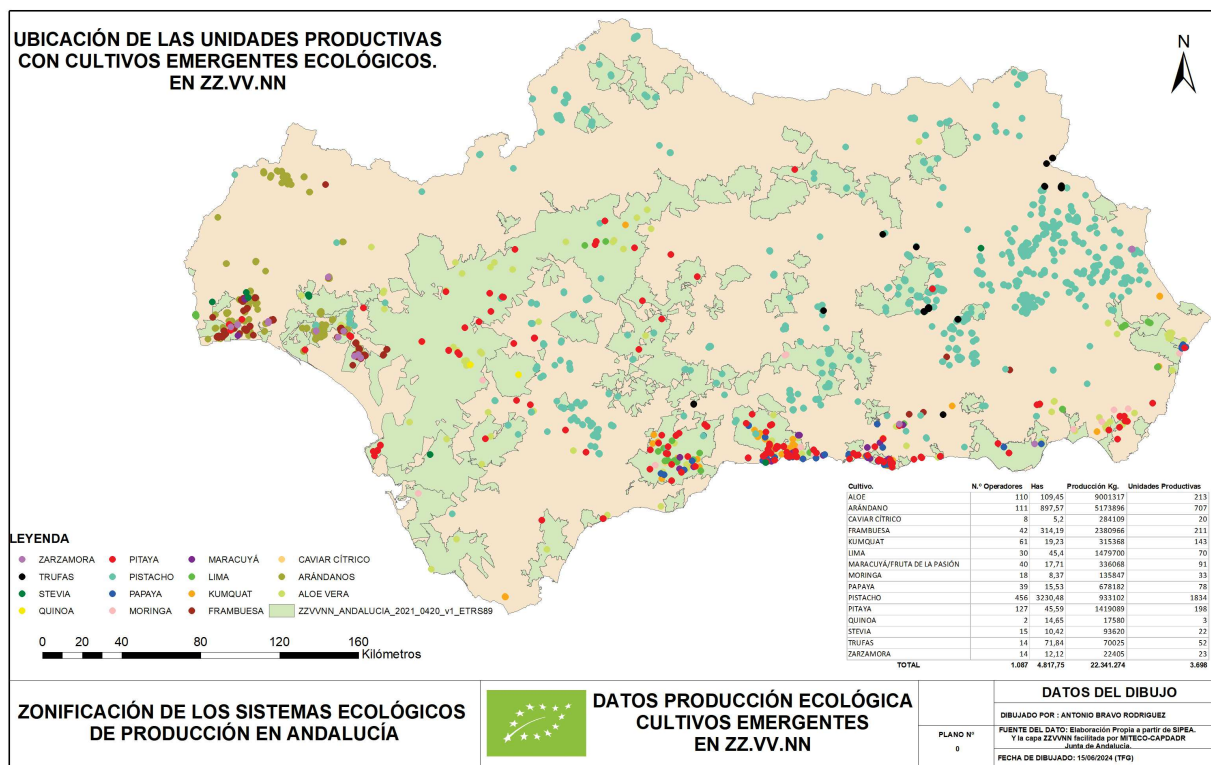 UBICACIÓN DE LAS UNIDADES PRODUCTIVAS
CON CULTIVOS EMERGENTES ECOLÓGICOS.
EN ZZ.VV.NN
N
Cultivo. N.º Operadores Has Producción Kg. Unidades Productivas
ALOE 110 109,45 9001317 213
ARÁNDANO 111 897,57 5173896 707
CAVIAR CÍTRICO 8 5,2 284109 20
FRAMBUESA 42 314,19 2380966 211
KUMQUAT 61 19,23 315368 143
LIMA 30 45,4 1479700 70
MARACUYÁ/FRUTA DE LA PASIÓN 40 17,71 336068 91
MORINGA 18 8,37 135847 33
PAPAYA 39 15,53 678182 78
PISTACHO 456 3230,48 933102 1834
PITAYA 127 45,59 1419089 198
QUINOA 2 14,65 17580 3
STEVIA 15 10,42 93620 22
TRUFAS 14 71,84 70025 52
ZARZAMORA 14 12,12 22405 23
TOTAL 1.087 4.817,75 22.341.274 3.698
LEYENDA
ZARZAMORA PITAYA MARACUYÁ CAVIAR CÍTRICO
TRUFAS PISTACHO LIMA ARÁNDANOS
STEVIA PAPAYA KUMQUAT ALOE VERA
QUINOA MORINGA FRAMBUESA ZZVVNN_ANDALUCIA_2021_0420_v1_ETRS89
0 20 40 80 120 160
Kilómetros
ZONIFICACIÓN DE LOS SISTEMAS ECOLÓGICOS
DE PRODUCCIÓN EN ANDALUCÍA
DATOS PRODUCCIÓN ECOLÓGICA
CULTIVOS EMERGENTES
EN ZZ.VV.NN
PLANO Nº
0
DATOS DEL DIBUJO
DIBUJADO POR : ANTONIO BRAVO RODRIGUEZ
FUENTE DEL DATO: Elaboración Propia a partir de SIPEA.
Y la capa ZZVVNN facilitada por MITECO-CAPDADR
Junta de Andalucía.
FECHA DE DIBUJADO: 15/06/2024 (TFG)